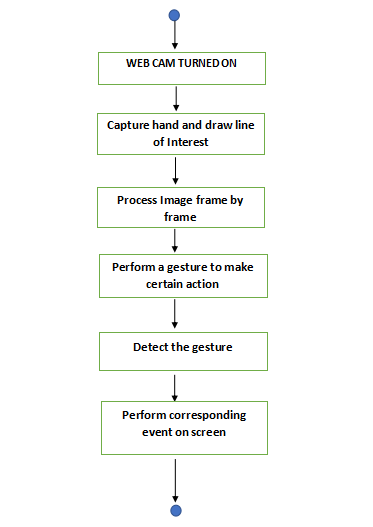 WEB CAM TURNED ON
Capture hand and draw line
of Interest
Process Image frame by
frame
Perform a gesture to make
certain action
Detect the gesture
Perform corresponding
event on screen